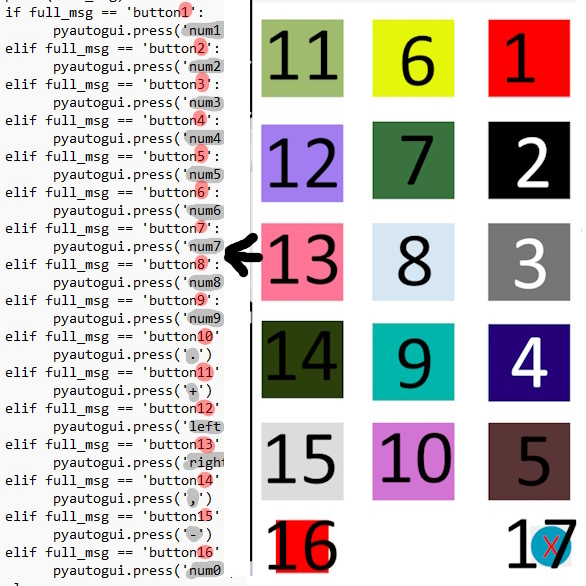 if full_msg == 'button1':
pyautogui.press('num1
elif full_msg == 'button2':
pyautogui.press('num2
elif full_msg == 'button3':
pyautogui.press('num3
elif full_msg == 'button4':
pyautogui.press('num4
elif full_msg == 'button5':
pyautogui.press('num5
elif full_msg == 'button6':
pyautogui.press('num6
elif full_msg == 'button7':
pyautogui.press('num7
elif full_msg == 'button8':
pyautogui.press('num8
elif full_msg == 'button9':
pyautogui.press('num9
elif full_msg == 'button10'
pyautogui.press('.')
elif full_msg == 'button11'
pyautogui.press('+')
elif full_msg == 'button12'
pyautogui.press('left
elif full_msg == 'button13'
pyautogui.press('right
elif full_msg == 'button14'
pyautogui.press(',')
elif full_msg == 'button15'
pyautogui.press('-')
elif full_msg == 'button16'
pyautogui.press('num0
11 6 1
12 7 2
13 8 3
14 9 4
15 10 5
16 17 X